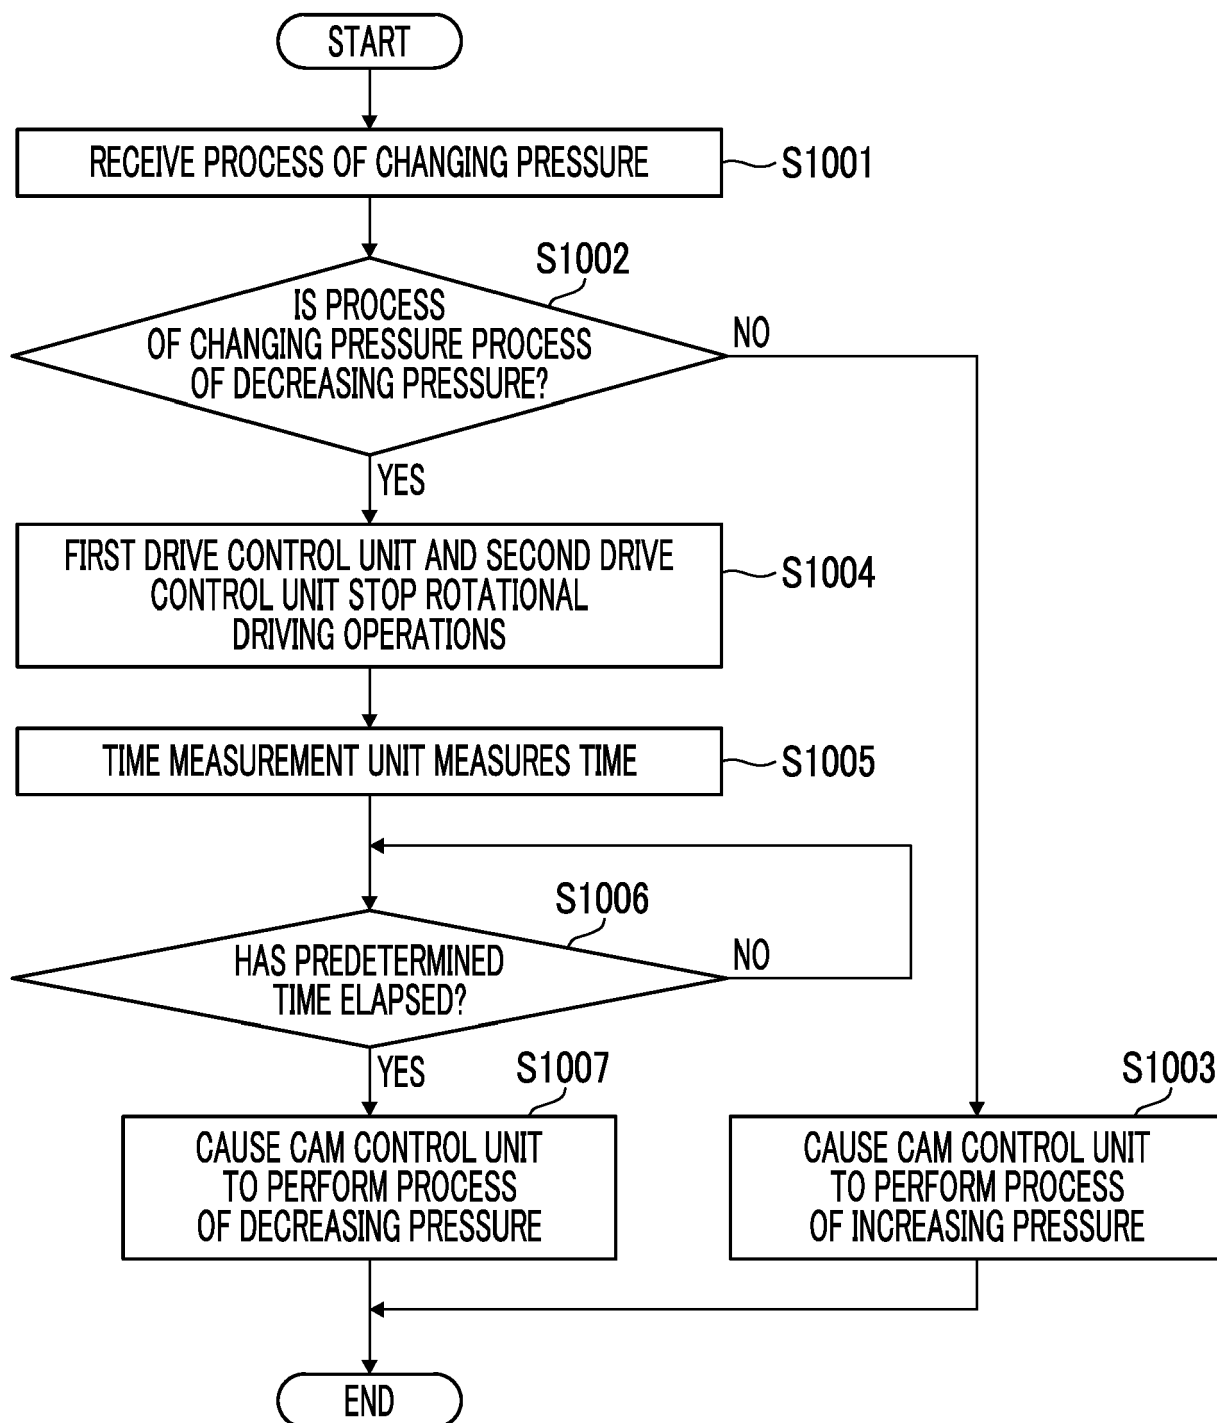 START
RECEIVE PROCESS OF CHANGING PRESSURE
S1001
S1002
IS PROCESS
OF CHANGING PRESSURE PROCESS
OF DECREASING PRESSURE?
NO
YES
FIRST DRIVE CONTROL UNIT AND SECOND DRIVE
CONTROL UNIT STOP ROTATIONAL
DRIVING OPERATIONS
S1004
TIME MEASUREMENT UNIT MEASURES TIME
S1005
S1006
HAS PREDETERMINED
TIME ELAPSED?
NO
YES
S1007
CAUSE CAM CONTROL UNIT
TO PERFORM PROCESS
OF DECREASING PRESSURE
S1003
CAUSE CAM CONTROL UNIT
TO PERFORM PROCESS
OF INCREASING PRESSURE
END